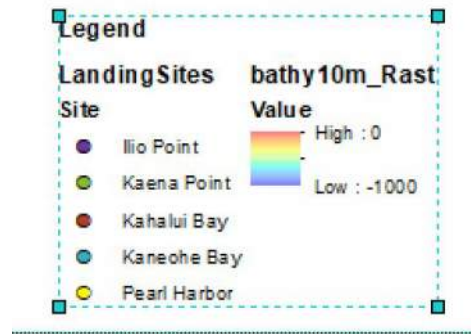 Legend
LandingSites
Site
Ilio Point
Kaena Point
Kahalui Bay
Kaneohe Bay
Pearl Harbor
bathy10m_Rast
Value
High : 0
Low : -1000